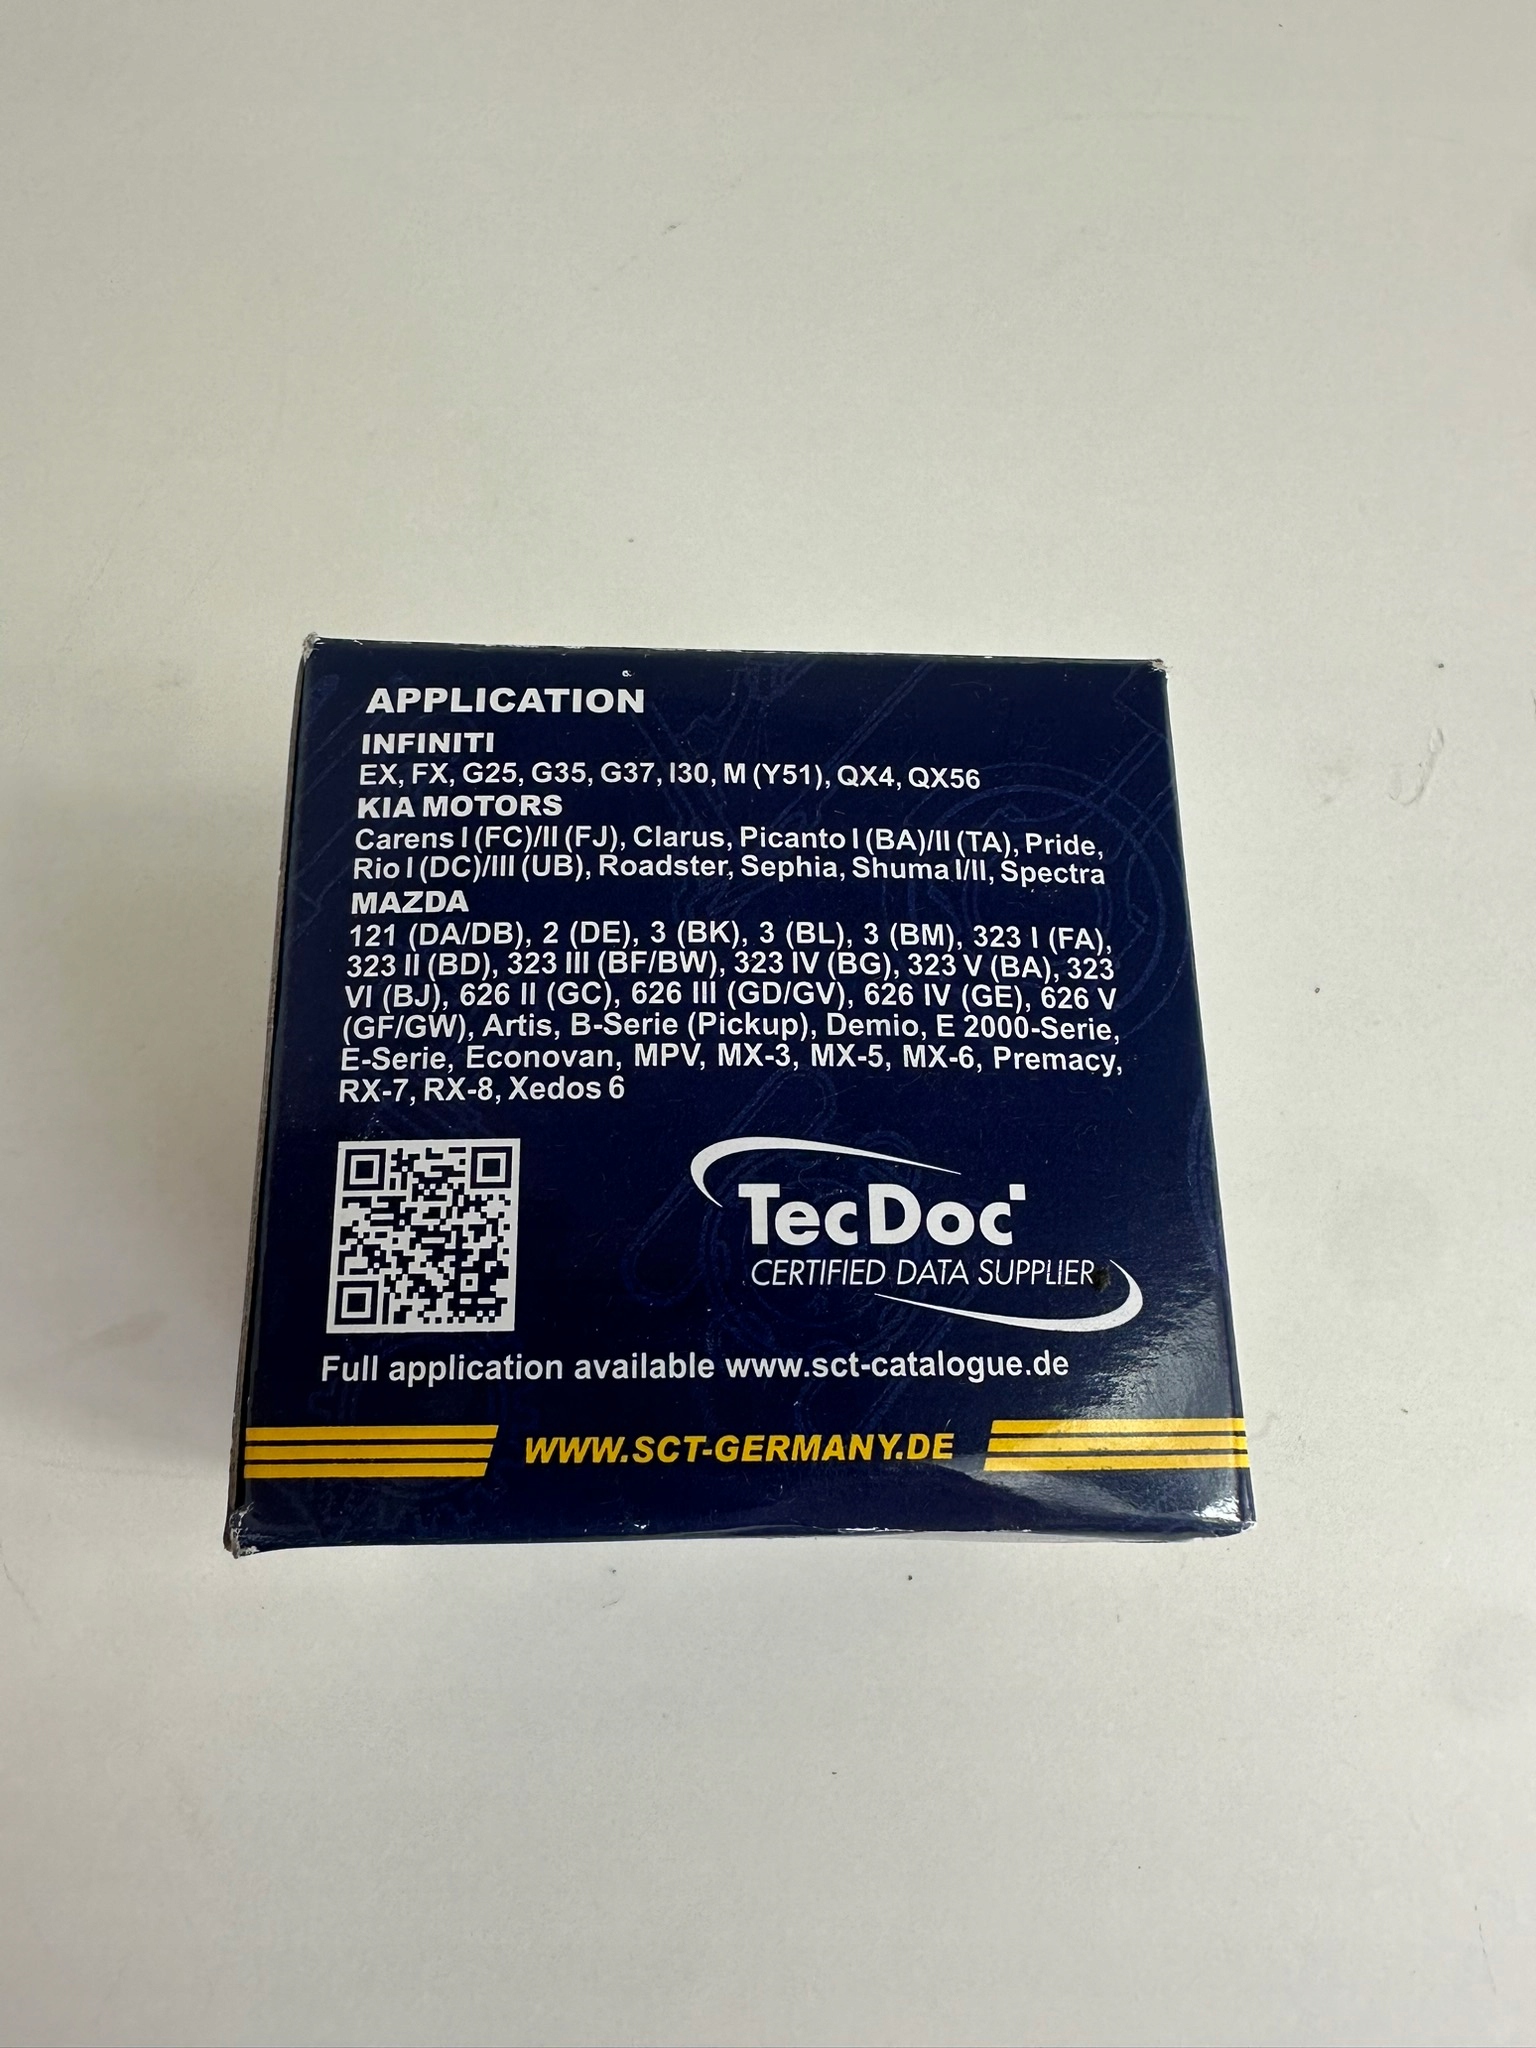 APPLICATION
INFINITI
EX, FX, G25, G35, G37, I30, M (Y51), QX4, QX56
KIA MOTORS
Carens I (FC)/II (FJ), Clarus, Picanto I (BA)/II (TA), Pride,
Rio I (DC)/III (UB), Roadster, Sephia, Shuma I/II, Spectra
MAZDA
121 (DA/DB), 2 (DE), 3 (BK), 3 (BL), 3 (BM), 323 I (FA),
323 II (BD), 323 III (BF/BW), 323 IV (BG), 323 V (BA), 323
VI (BJ), 626 II (GC), 626 III (GD/GV), 626 IV (GE), 626 V
(GF/GW), Artis, B-Serie (Pickup), Demio, E 2000-Serie,
E-Serie, Econovan, MPV, MX-3, MX-5, MX-6, Premacy,
RX-7, RX-8, Xedos 6
TecDoc
CERTIFIED DATA SUPPLIER
Full application available www.sct-catalogue.de
WWW.SCT-GERMANY.DE